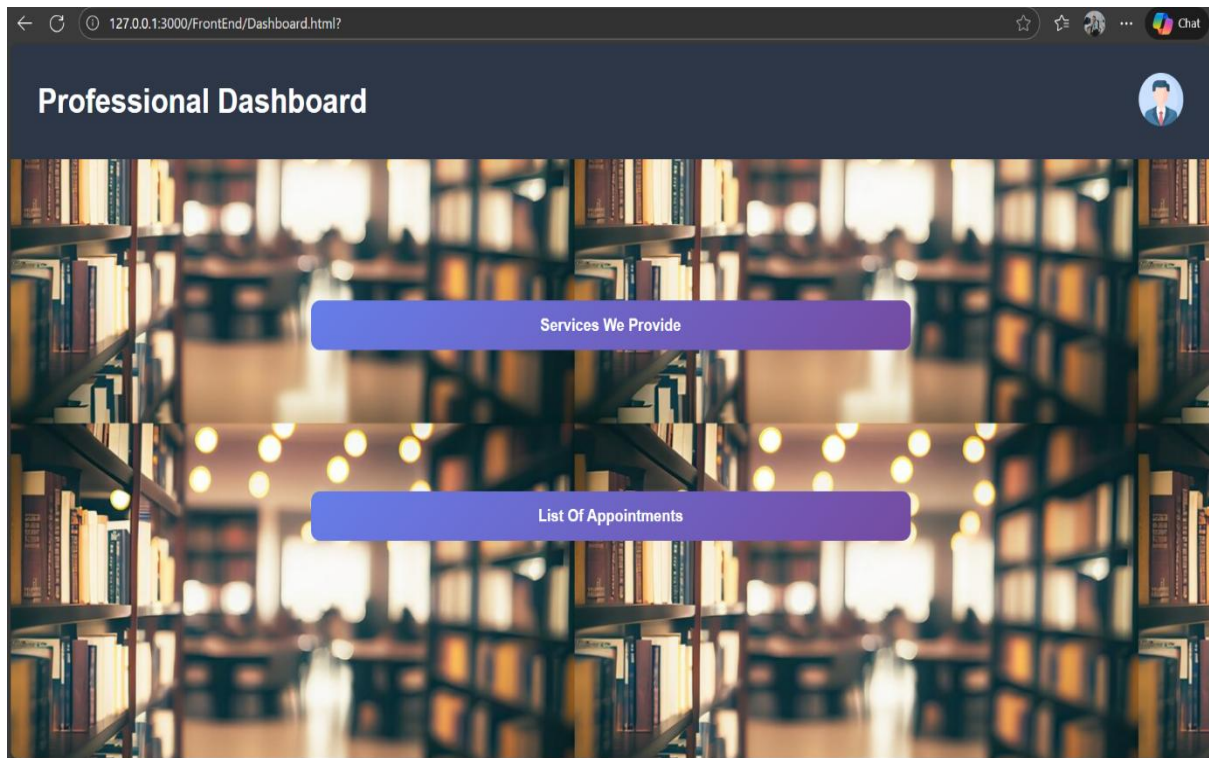 127.0.0.1:3000/FrontEnd/Dashboard.html?
Chat
Professional Dashboard
Services We Provide
List Of Appointments